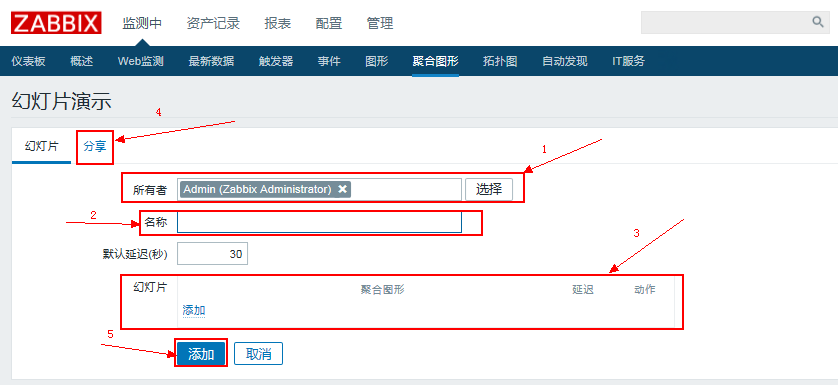 ZABBIX 监测中 资产记录 报表 配置 管理
仪表板 概述 Web监测 最新数据 触发器 事件 图形 聚合图形 拓扑图 自动发现 IT服务
幻灯片演示
4
幻灯片 分享
1
所有者 Admin (Zabbix Administrator) ✖ 选择
2
名称
3
默认延迟(秒) 30
幻灯片 聚合图形 延迟 动作
添加
5
添加 取消